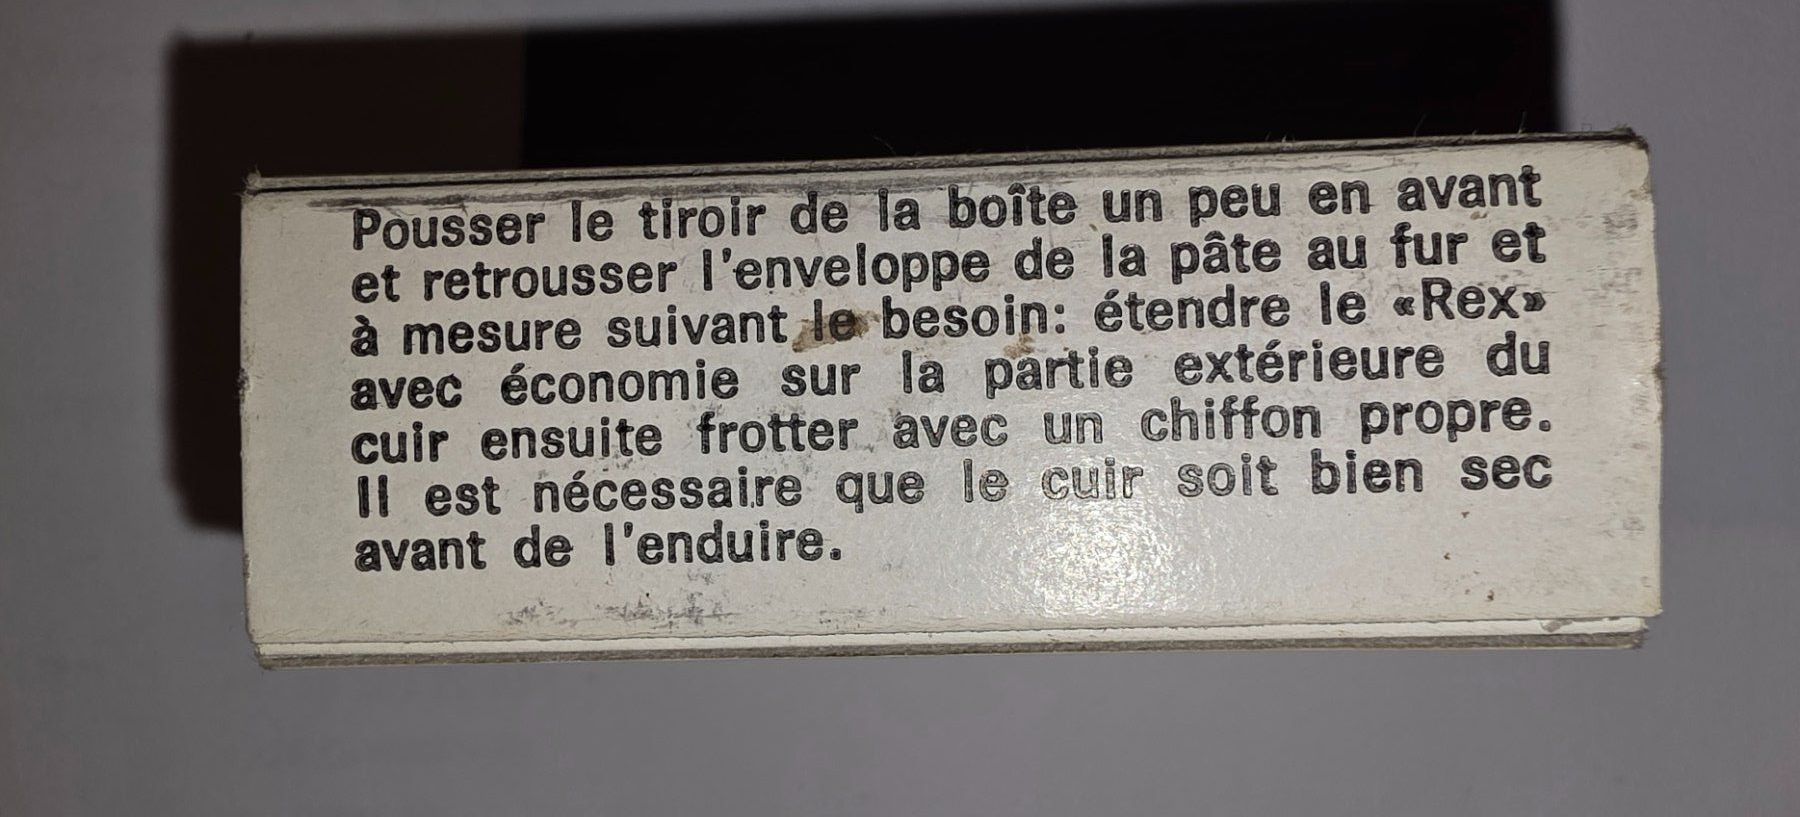 Pousser le tiroir de la boîte un peu en avant
et retrousser l'enveloppe de la pâte au fur et
à mesure suivant le besoin: étendre le «Rex»
avec économie sur la partie extérieure du
cuir ensuite frotter avec un chiffon propre.
Il est nécessaire que le cuir soit bien sec
avant de l'enduire.